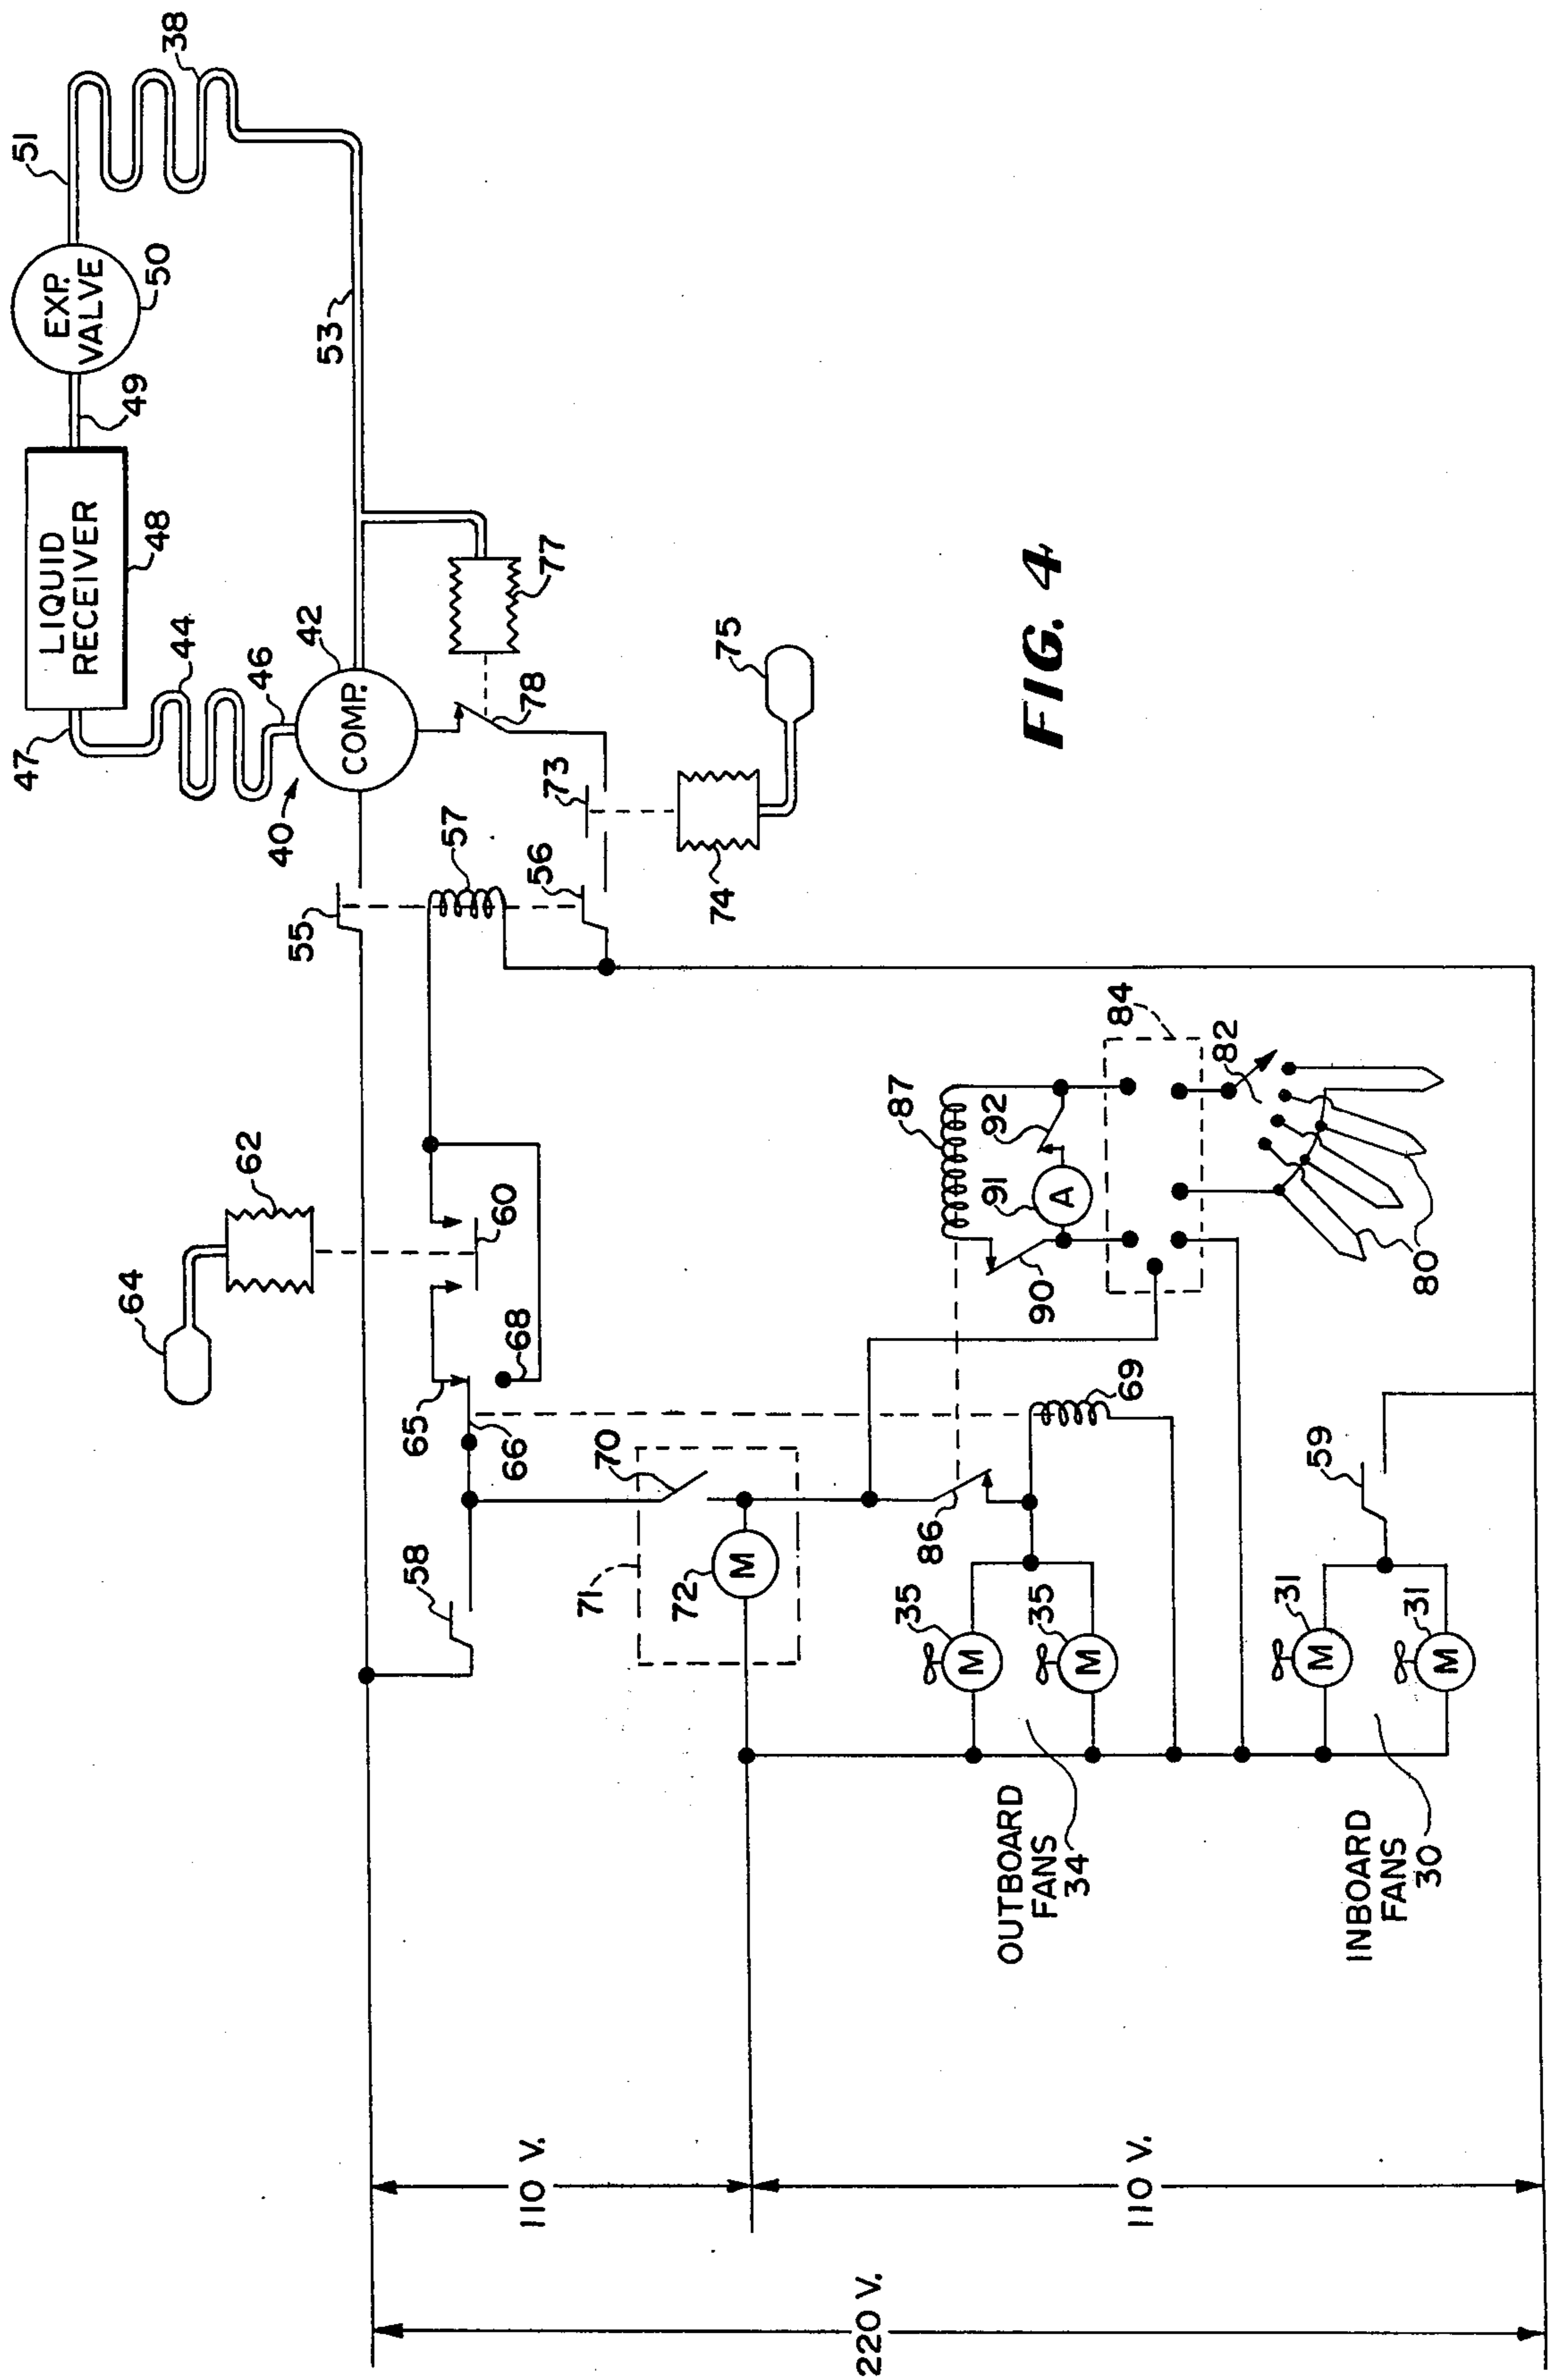 51
38
EXP.
VALVE
50
49
53
LIQUID
RECEIVER
48
47
44
46
42
COMP.
40
77
78
73
75
74
55
57
56
62
64
60
65
66
68
58
70
71
72
M
87
92
91
A
90
84
82
80
69
86
35
M
35
M
59
31
M
31
M
OUTBOARD
FANS
34
INBOARD
FANS
30
110 V.
110 V.
220 V.
FIG. 4